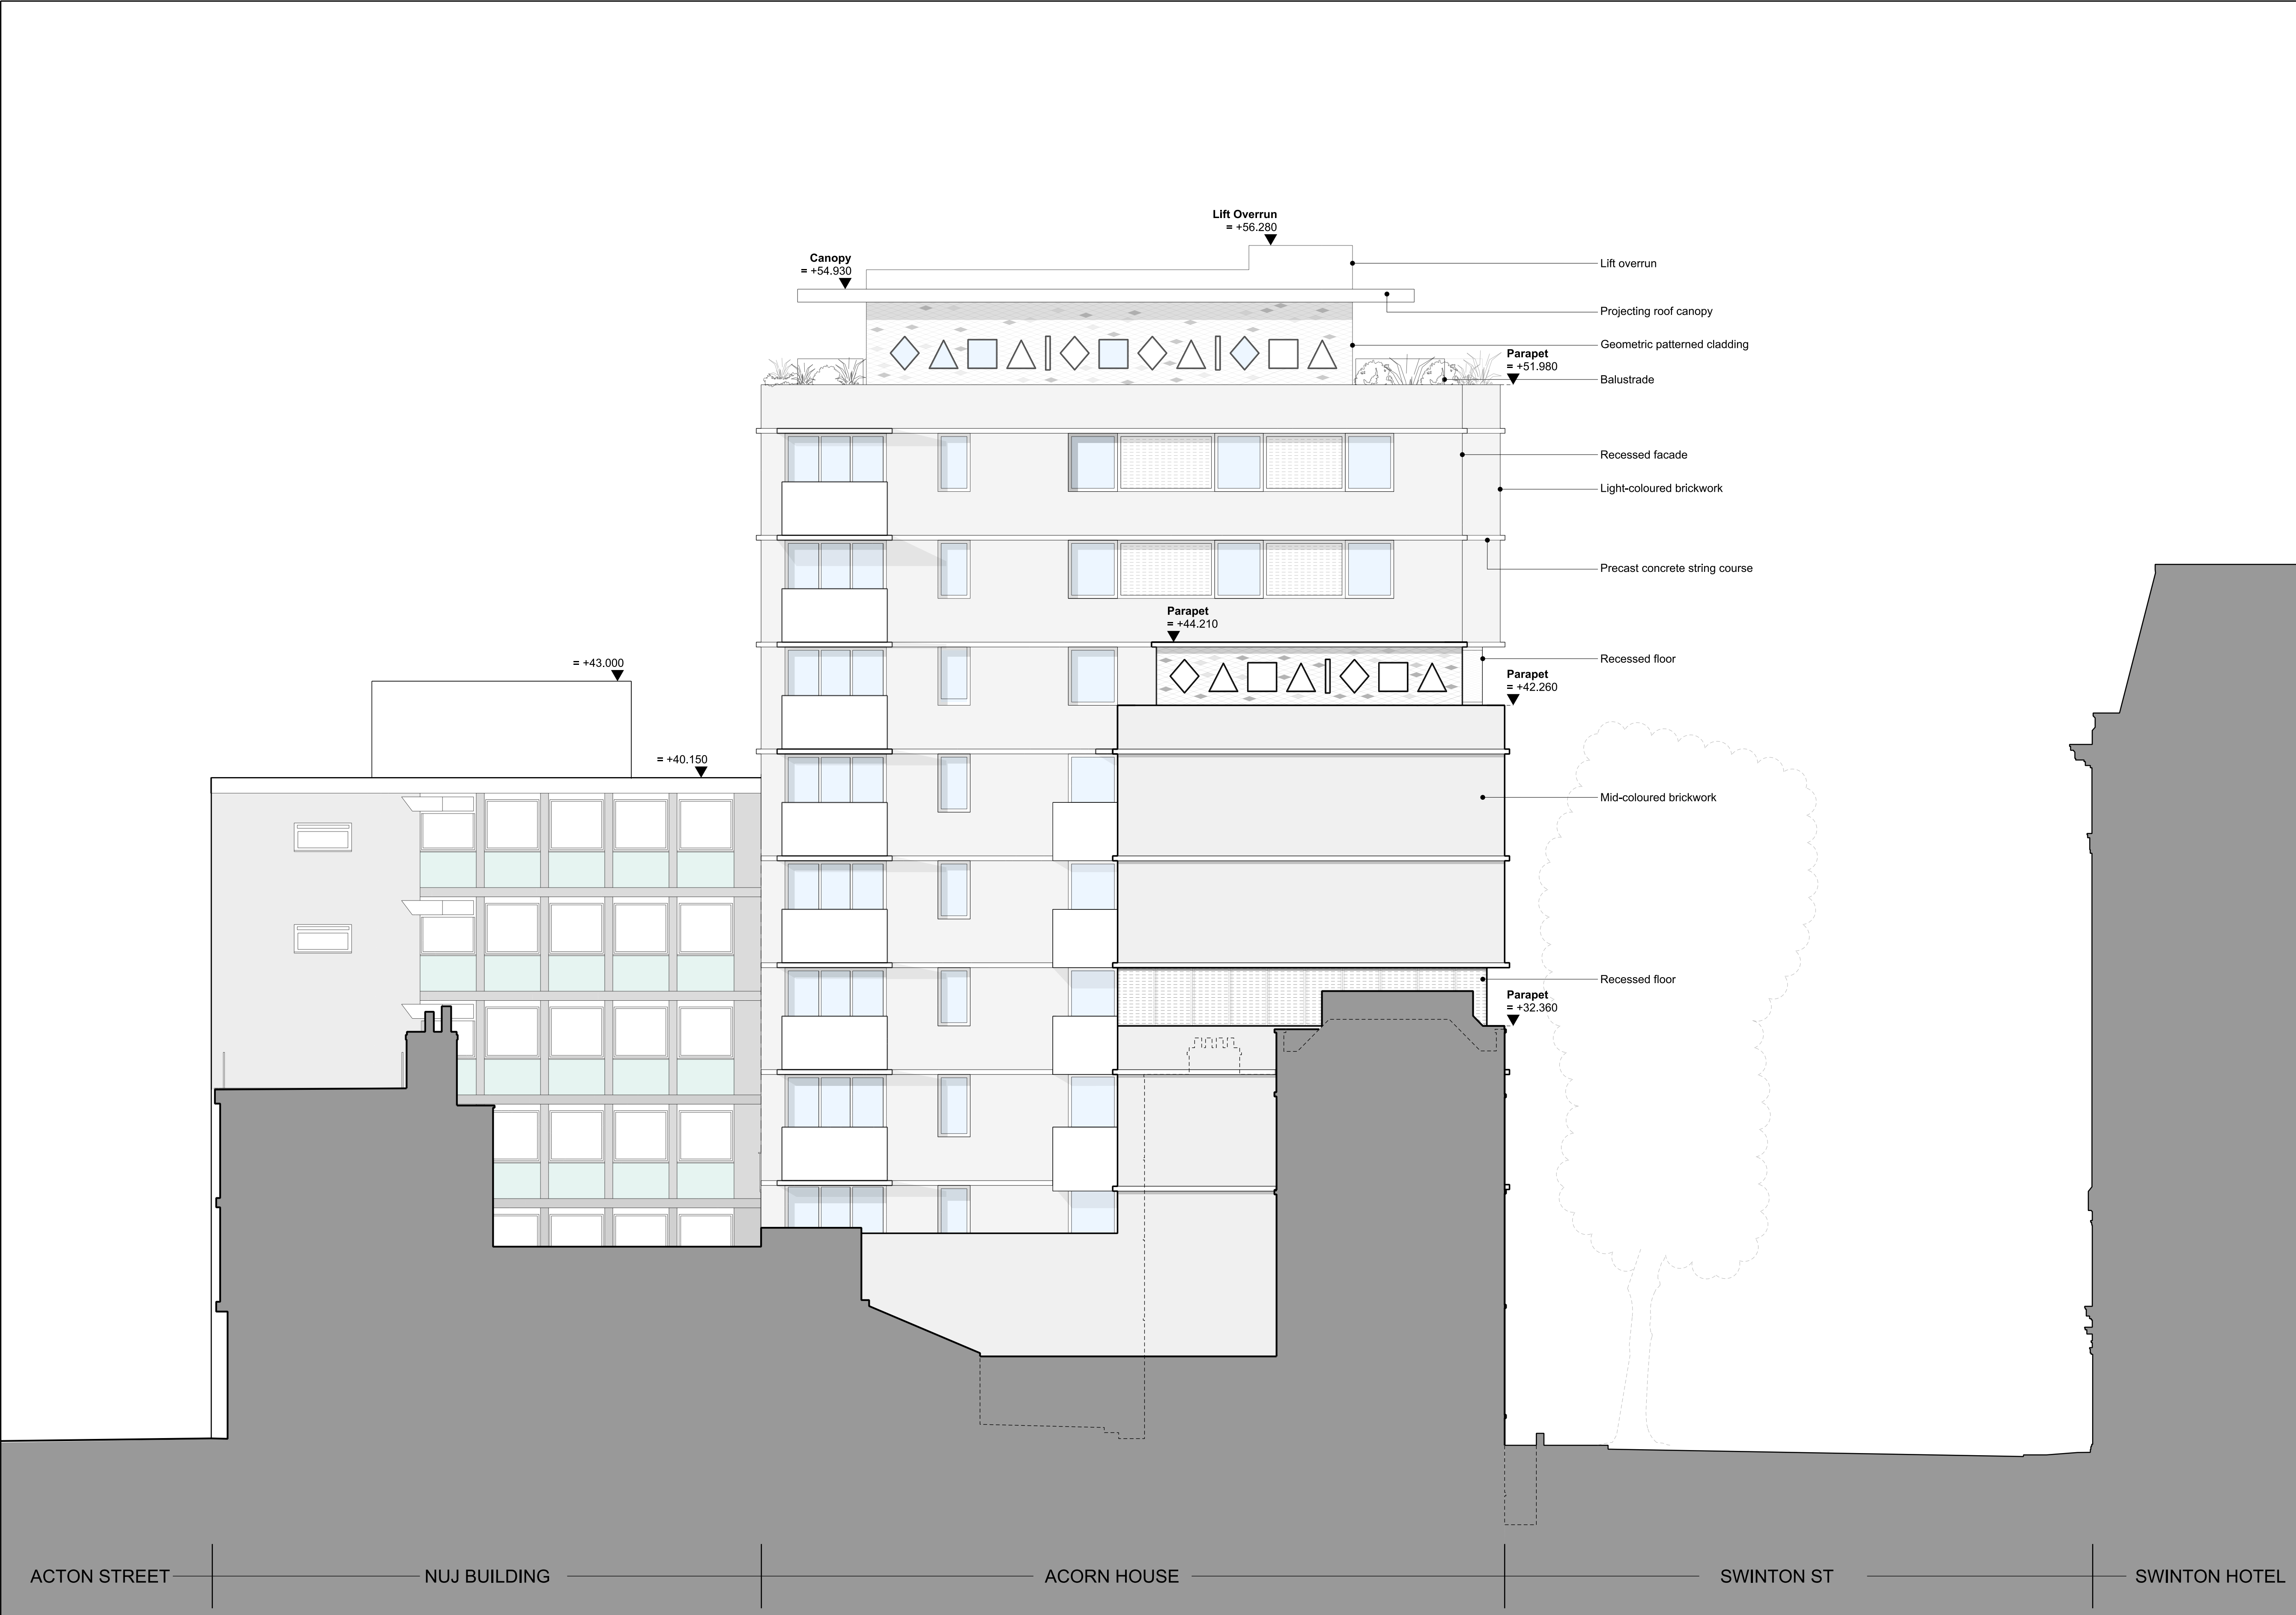 Lift Overrun
= +56.280
Canopy
= +54.930
Lift overrun
Projecting roof canopy
Geometric patterned cladding
Parapet
= +51.980
Balustrade
Recessed facade
Light-coloured brickwork
Precast concrete string course
Parapet
= +44.210
= +43.000
Recessed floor
Parapet
= +42.260
= +40.150
Mid-coloured brickwork
Recessed floor
Parapet
= +32.360
ACTON STREET
NUJ BUILDING
ACORN HOUSE
SWINTON ST
SWINTON HOTEL